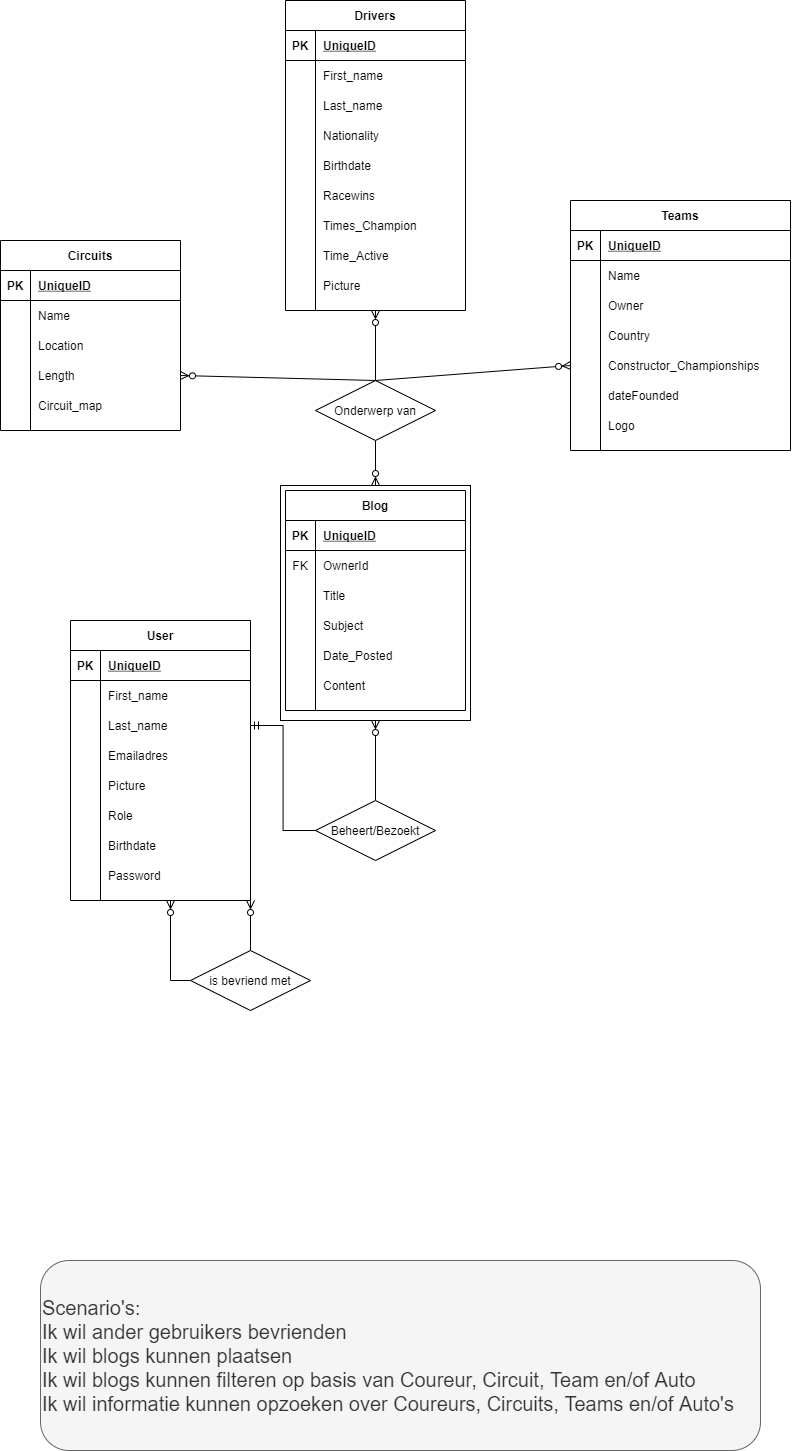 Drivers
PK UniqueID
First_name
Last_name
Nationality
Birthdate
Racewins
Times_Champion
Time_Active
Picture
Teams
PK UniqueID
Name
Owner
Country
Constructor_Championships
dateFounded
Logo
Circuits
PK UniqueID
Name
Location
Length
Circuit_map
Onderwerp van
Blog
PK UniqueID
FK OwnerId
Title
Subject
Date_Posted
Content
User
PK UniqueID
First_name
Last_name
Emailadres
Picture
Role
Birthdate
Password
Beheert/Bezoekt
is bevriend met
Scenario's:
Ik wil ander gebruikers bevrienden
Ik wil blogs kunnen plaatsen
Ik wil blogs kunnen filteren op basis van Coureur, Circuit, Team en/of Auto
Ik wil informatie kunnen opzoeken over Coureurs, Circuits, Teams en/of Auto's